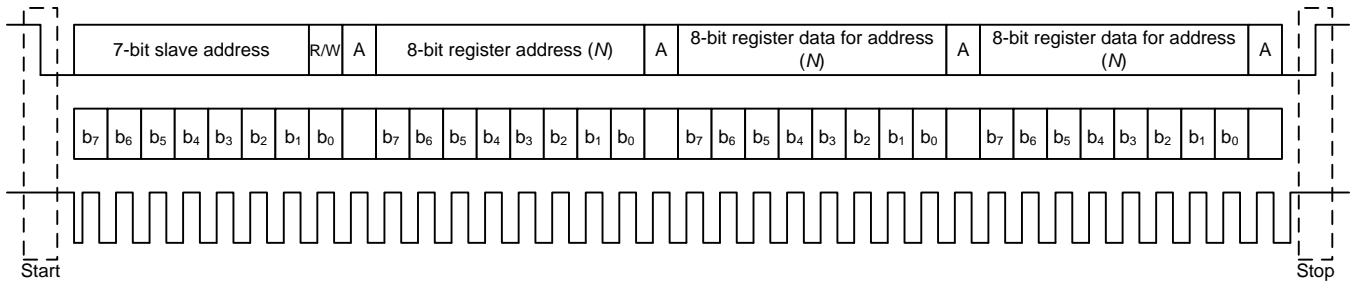 7-bit slave address R/W A 8-bit register address (N) A 8-bit register data for address (N) A 8-bit register data for address (N) A
b₇ b₆ b₅ b₄ b₃ b₂ b₁ b₀ b₇ b₆ b₅ b₄ b₃ b₂ b₁ b₀ b₇ b₆ b₅ b₄ b₃ b₂ b₁ b₀ b₇ b₆ b₅ b₄ b₃ b₂ b₁ b₀
Start Stop